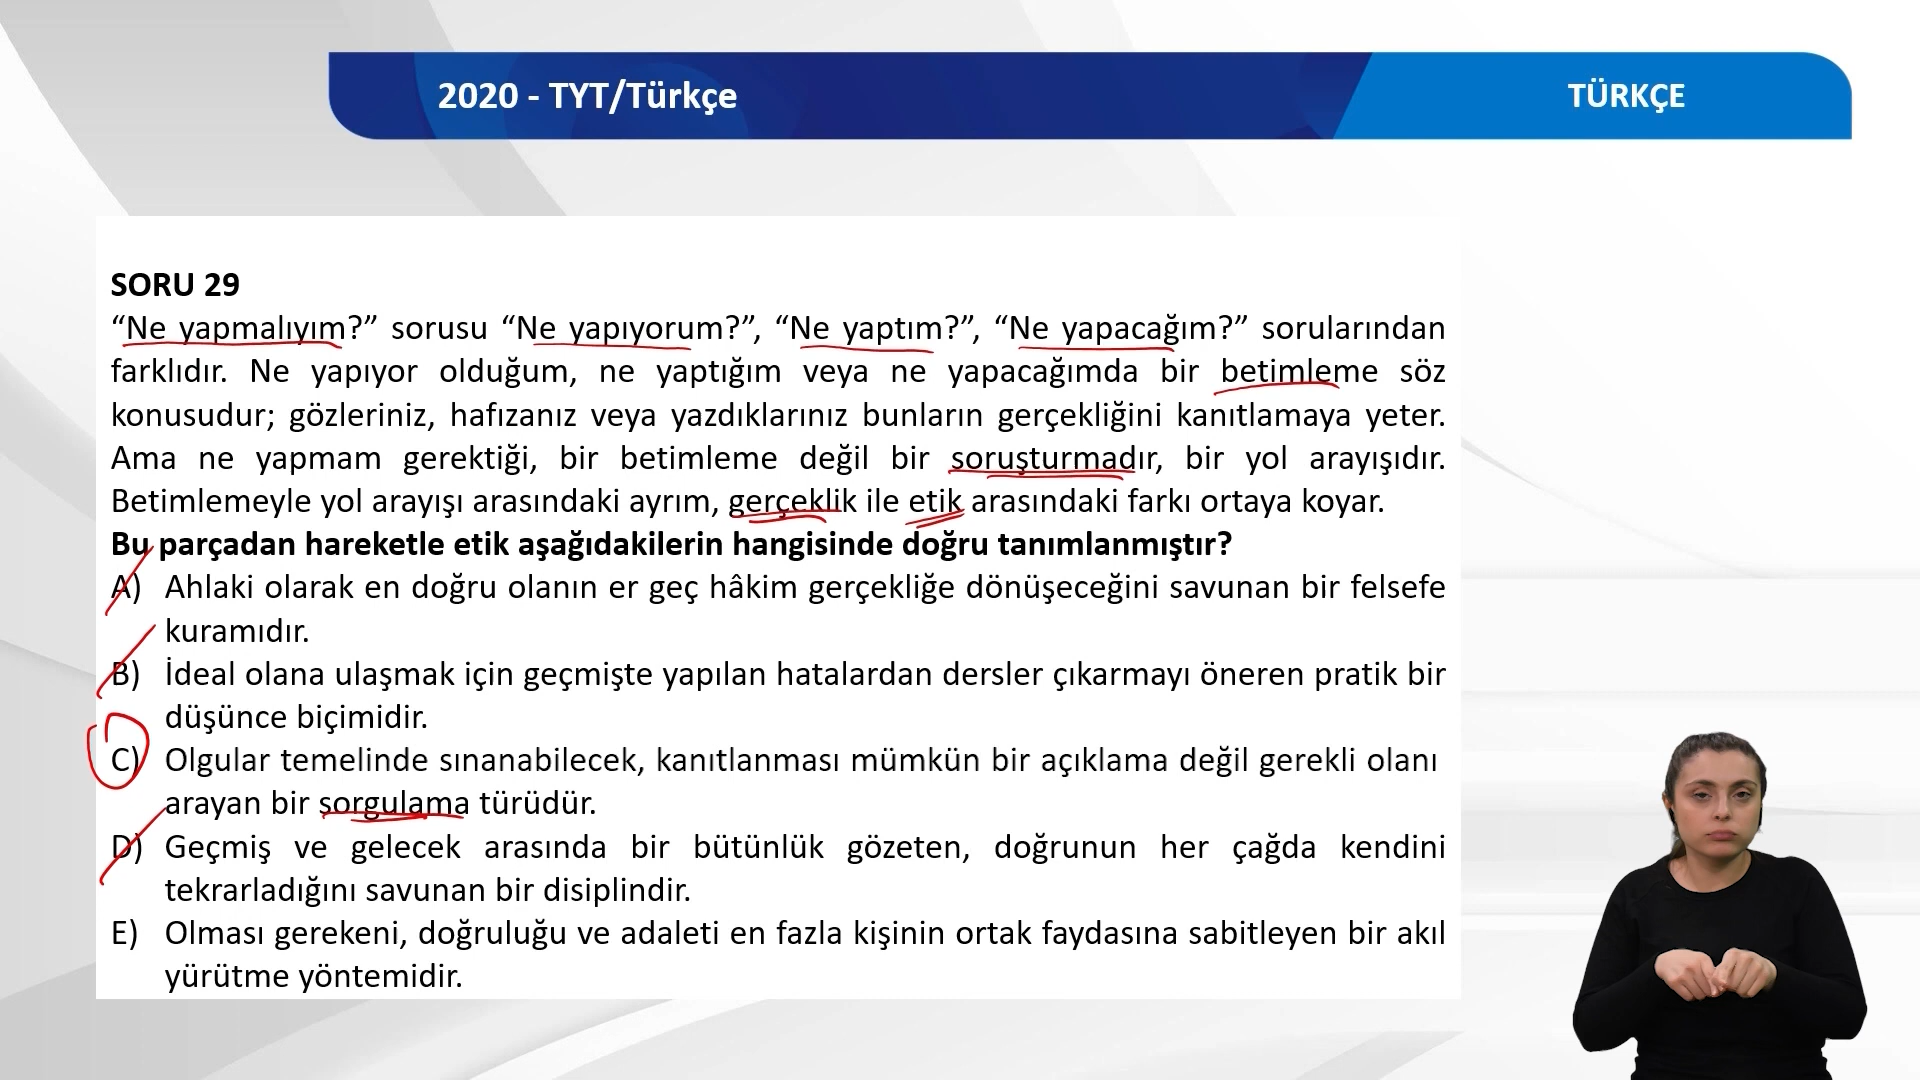 2020 - TYT/Türkçe
TÜRKÇE
SORU 29
“Ne yapmalıyım?” sorusu “Ne yapıyorum?”, “Ne yaptım?”, “Ne yapacağım?” sorularından
farklıdır. Ne yapıyor olduğum, ne yaptığım veya ne yapacağımda bir betimleme söz
konusudur; gözleriniz, hafızanız veya yazdıklarınız bunların gerçekliğini kanıtlamaya yeter.
Ama ne yapmam gerektiği, bir betimleme değil bir soruşturmadır, bir yol arayışıdır.
Betimlemeyle yol arayışı arasındaki ayrım, gerçeklik ile etik arasındaki farkı ortaya koyar.
Bu parçadan hareketle etik aşağıdakilerin hangisinde doğru tanımlanmıştır?
A) Ahlaki olarak en doğru olanın er geç hâkim gerçekliğe dönüşeceğini savunan bir felsefe
kuramıdır.
B) İdeal olana ulaşmak için geçmişte yapılan hatalardan dersler çıkarmayı öneren pratik bir
düşünce biçimidir.
C) Olgular temelinde sınanabilecek, kanıtlanması mümkün bir açıklama değil gerekli olanı
arayan bir sorgulama türüdür.
D) Geçmiş ve gelecek arasında bir bütünlük gözeten, doğrunun her çağda kendini
tekrarladığını savunan bir disiplindir.
E) Olması gerekeni, doğruluğu ve adaleti en fazla kişinin ortak faydasına sabitleyen bir akıl
yürütme yöntemidir.